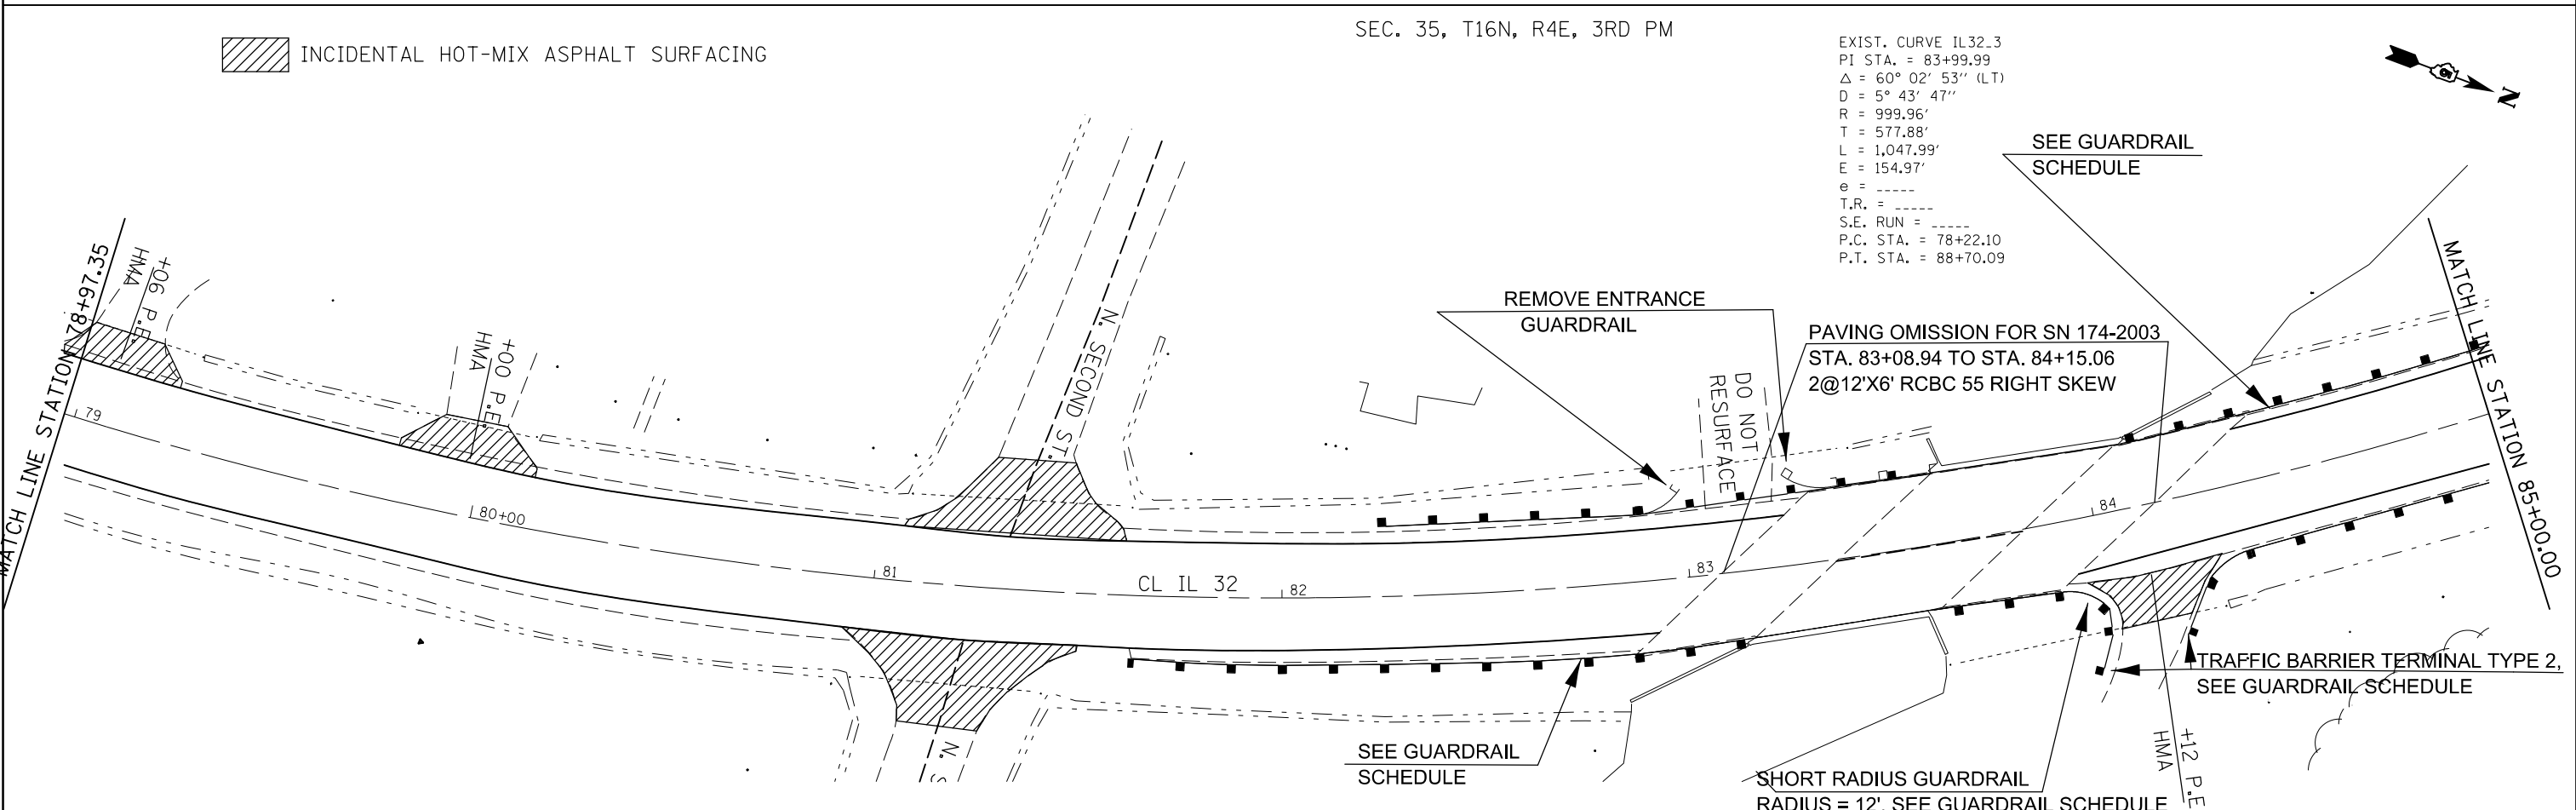 SEC. 35, T16N, R4E, 3RD PM
INCIDENTAL HOT-MIX ASPHALT SURFACING
EXIST. CURVE IL32_3
PI STA. = 83+99.99
Δ = 60° 02' 53'' (LT)
D = 5° 43' 47''
R = 999.96'
T = 577.88'
L = 1,047.99'
E = 154.97'
e = _____
T.R. = _____
S.E. RUN = _____
P.C. STA. = 78+22.10
P.T. STA. = 88+70.09
N
SEE GUARDRAIL
SCHEDULE
MATCH LINE STATION 78+97.35
+06 P.E.
HMA
+00 P.E.
HMA
N. SECOND ST.
REMOVE ENTRANCE
GUARDRAIL
DO NOT
RESURFACE
PAVING OMISSION FOR SN 174-2003
STA. 83+08.94 TO STA. 84+15.06
2@12'X6' RCBC 55 RIGHT SKEW
MATCH LINE STATION 85+00.00
79
80+00
81
CL IL 32
82
83
84
N. S
SEE GUARDRAIL
SCHEDULE
TRAFFIC BARRIER TERMINAL TYPE 2,
SEE GUARDRAIL SCHEDULE
+12 P.E
HMA
SHORT RADIUS GUARDRAIL
RADIUS = 12', SEE GUARDRAIL SCHEDULE